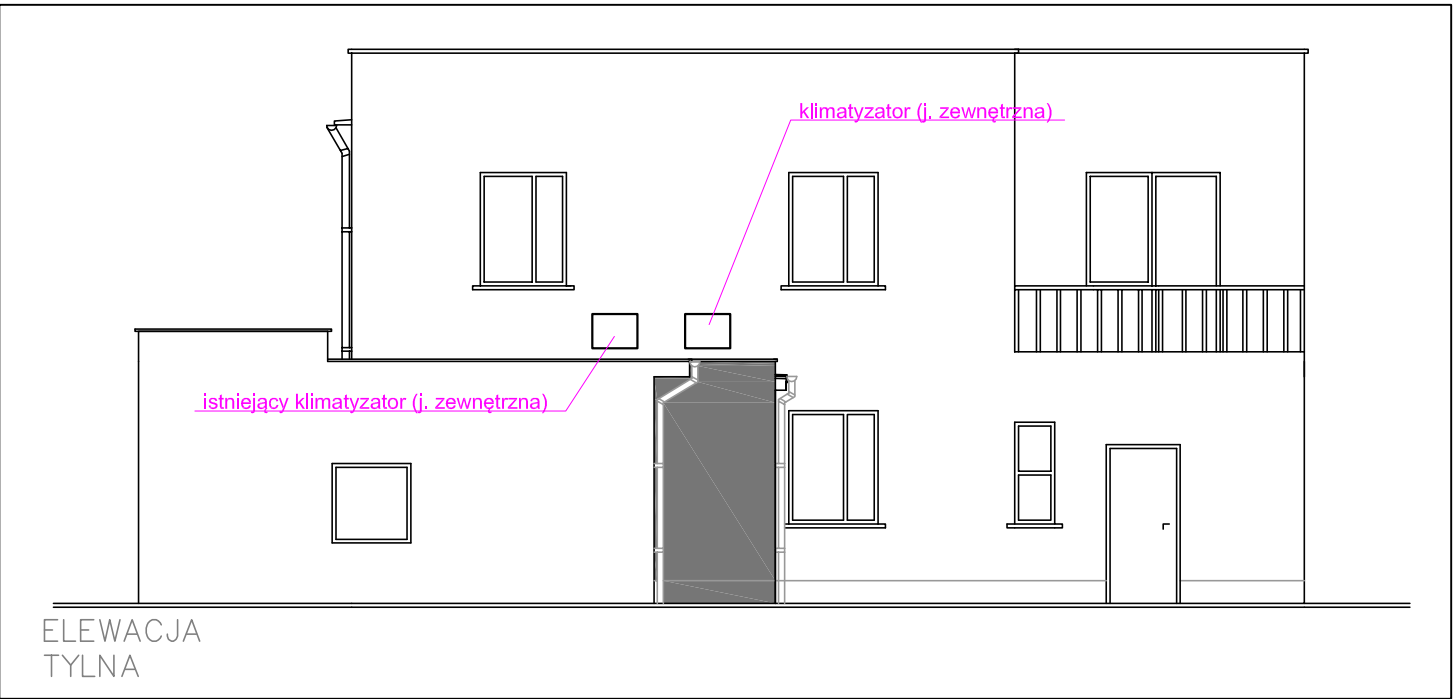 klimatyzator (j. zewnętrzna)
istniejący klimatyzator (j. zewnętrzna)
ELEWACJA
TYLNA